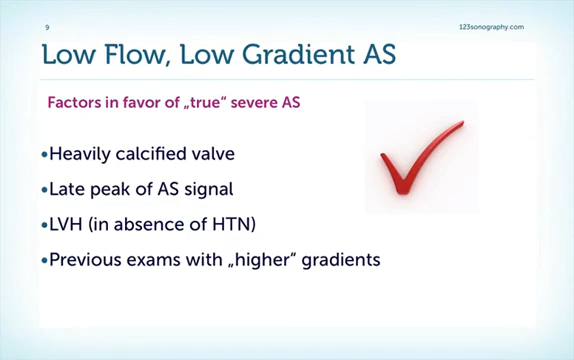 9
123sonography.com
Low Flow, Low Gradient AS
Factors in favor of „true“ severe AS
•Heavily calcified valve
•Late peak of AS signal
•LVH (in absence of HTN)
•Previous exams with „higher“ gradients